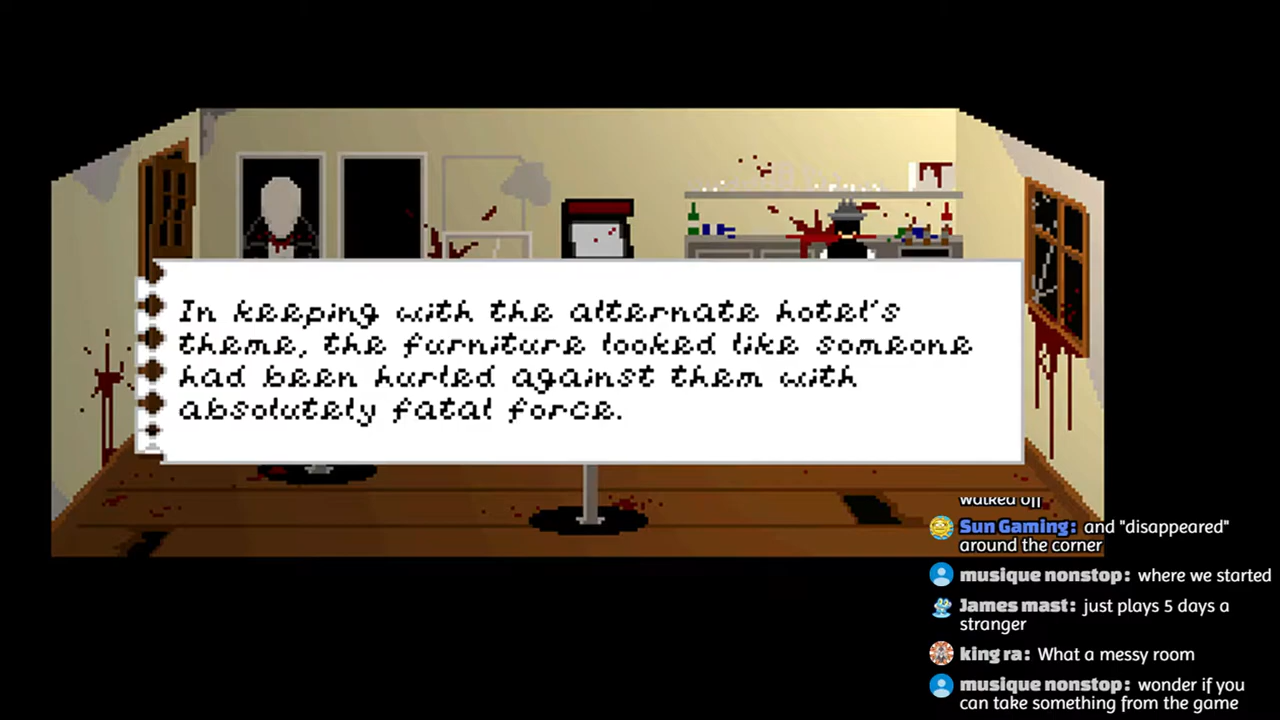 In keeping with the alternate hotel's
theme, the furniture looked like someone
had been hurled against them with
absolutely fatal force.
walked off
Sun Gaming: and "disappeared"
around the corner
musique nonstop: where we started
James mast: just plays 5 days a
stranger
king ra: What a messy room
musique nonstop: wonder if you
can take something from the game